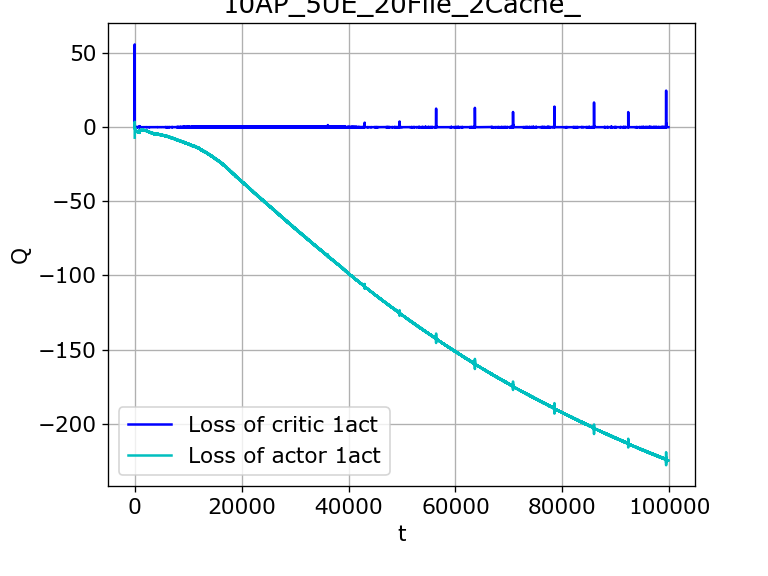 10AP_5UE_20File_2Cache_
50
0
−50
−100
−150
−200
Q
Loss of critic 1act
Loss of actor 1act
0 20000 40000 60000 80000 100000
t